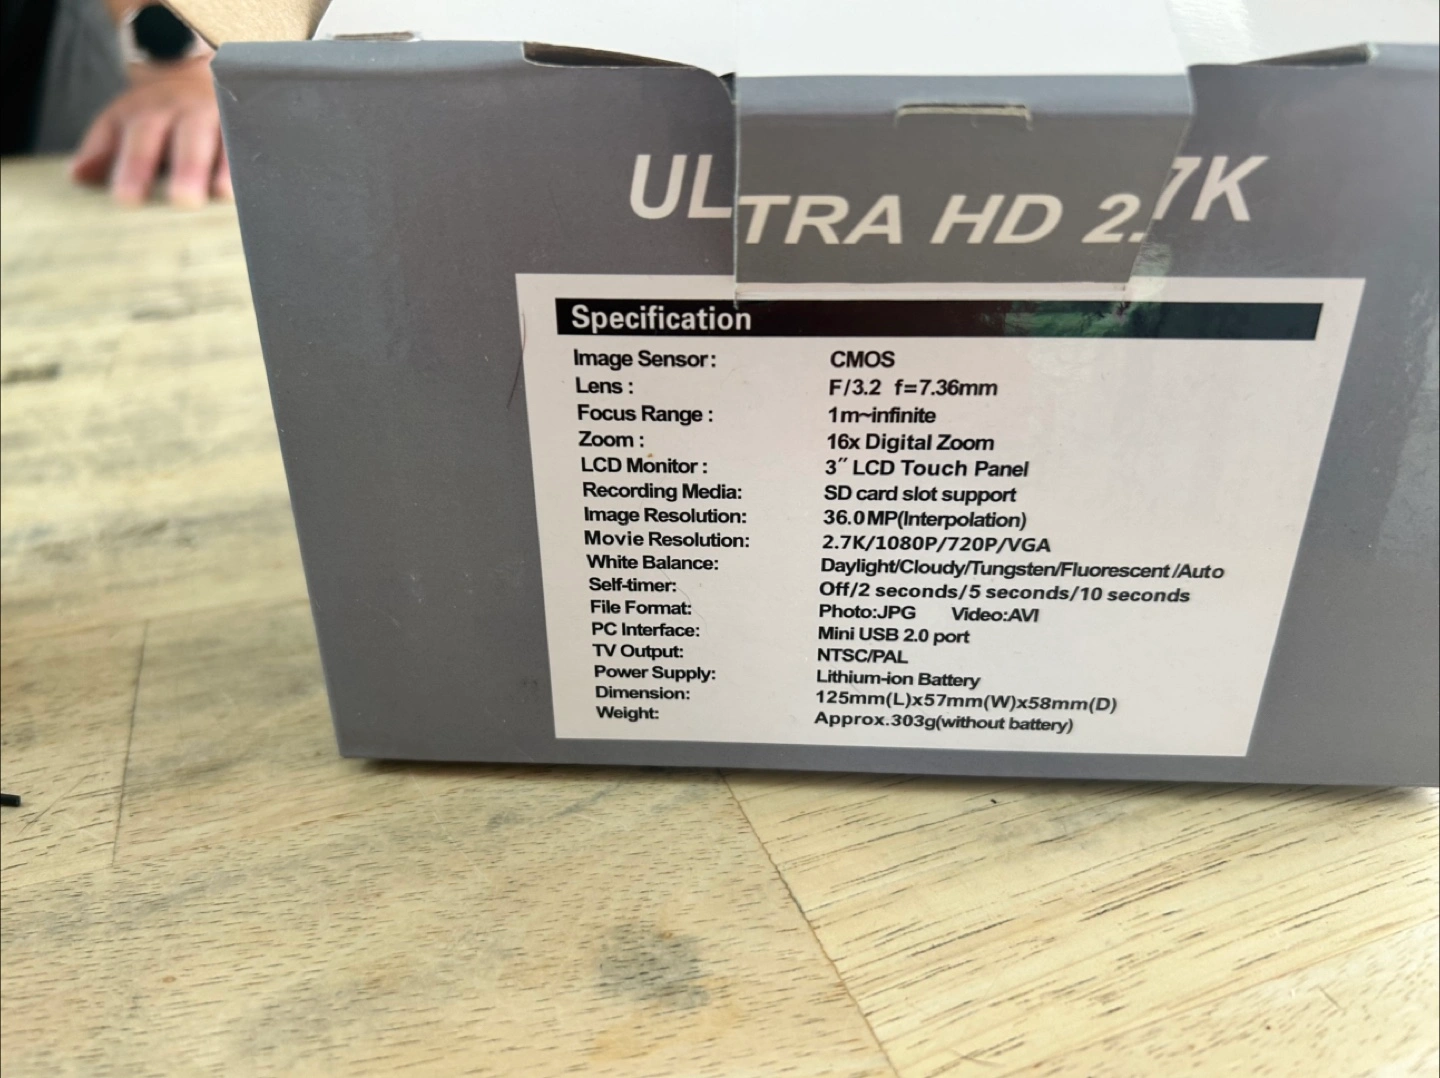 ULTRA HD 2.7K
Specification
Image Sensor: CMOS
Lens : F/3.2 f=7.36mm
Focus Range : 1m~infinite
Zoom : 16x Digital Zoom
LCD Monitor : 3″ LCD Touch Panel
Recording Media: SD card slot support
Image Resolution: 36.0MP(Interpolation)
Movie Resolution: 2.7K/1080P/720P/VGA
White Balance: Daylight/Cloudy/Tungsten/Fluorescent/Auto
Self-timer: Off/2 seconds/5 seconds/10 seconds
File Format: Photo:JPG Video:AVI
PC Interface: Mini USB 2.0 port
TV Output: NTSC/PAL
Power Supply: Lithium-ion Battery
Dimension: 125mm(L)x57mm(W)x58mm(D)
Weight: Approx.303g(without battery)